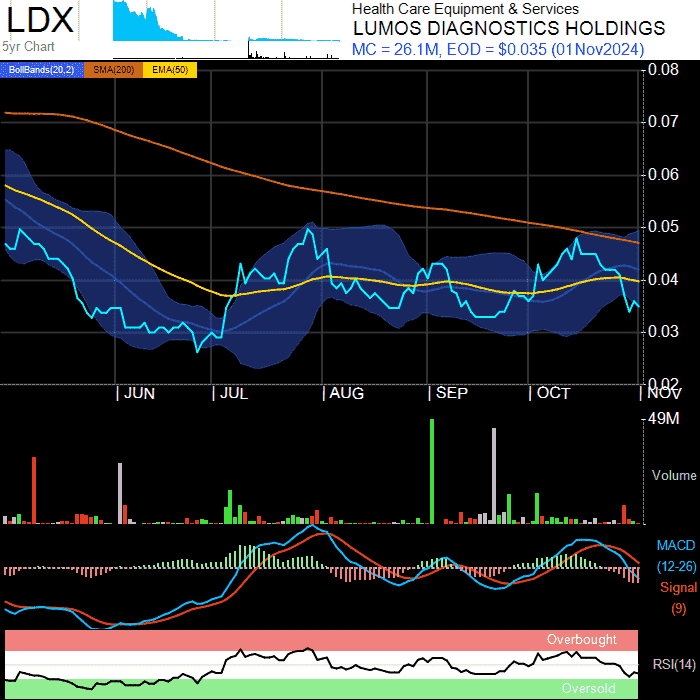 LDX
5yr Chart
Health Care Equipment & Services
LUMOS DIAGNOSTICS HOLDINGS
MC = 26.1M, EOD = $0.035 (01Nov2024)
BollBands(20,2) SMA(200) EMA(50)
0.08
0.07
0.06
0.05
0.04
0.03
0.02
JUN JUL AUG SEP OCT NOV
49M
Volume
MACD
(12-26)
Signal
(9)
Overbought
RSI(14)
Oversold